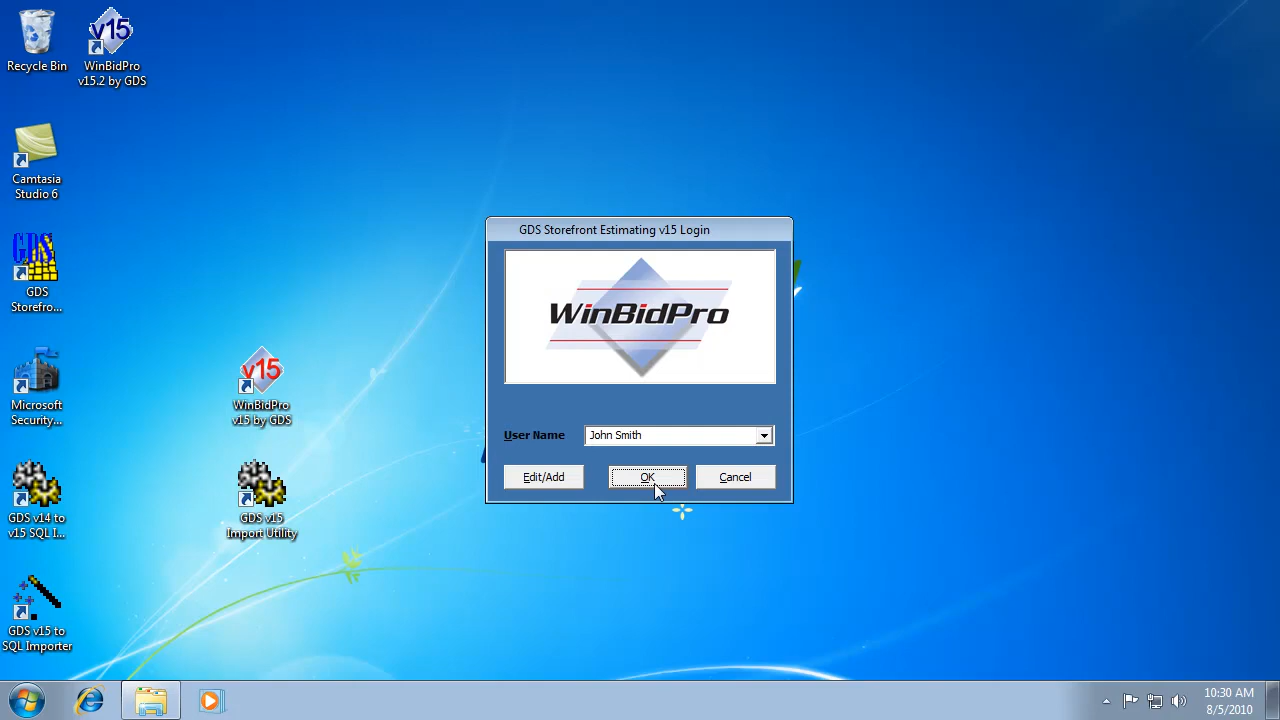 Recycle Bin
v15
WinBidPro
v15.2 by GDS
Camtasia
Studio 6
GDS
GDS
Storefro...
Microsoft
Security...
v15
WinBidPro
v15 by GDS
GDS v14 to
v15 SQL I...
GDS v15
Import Utility
GDS v15 to
SQL Importer
GDS Storefront Estimating v15 Login
WinBidPro
User Name
John Smith
Edit/Add
OK
Cancel
10:30 AM
8/5/2010